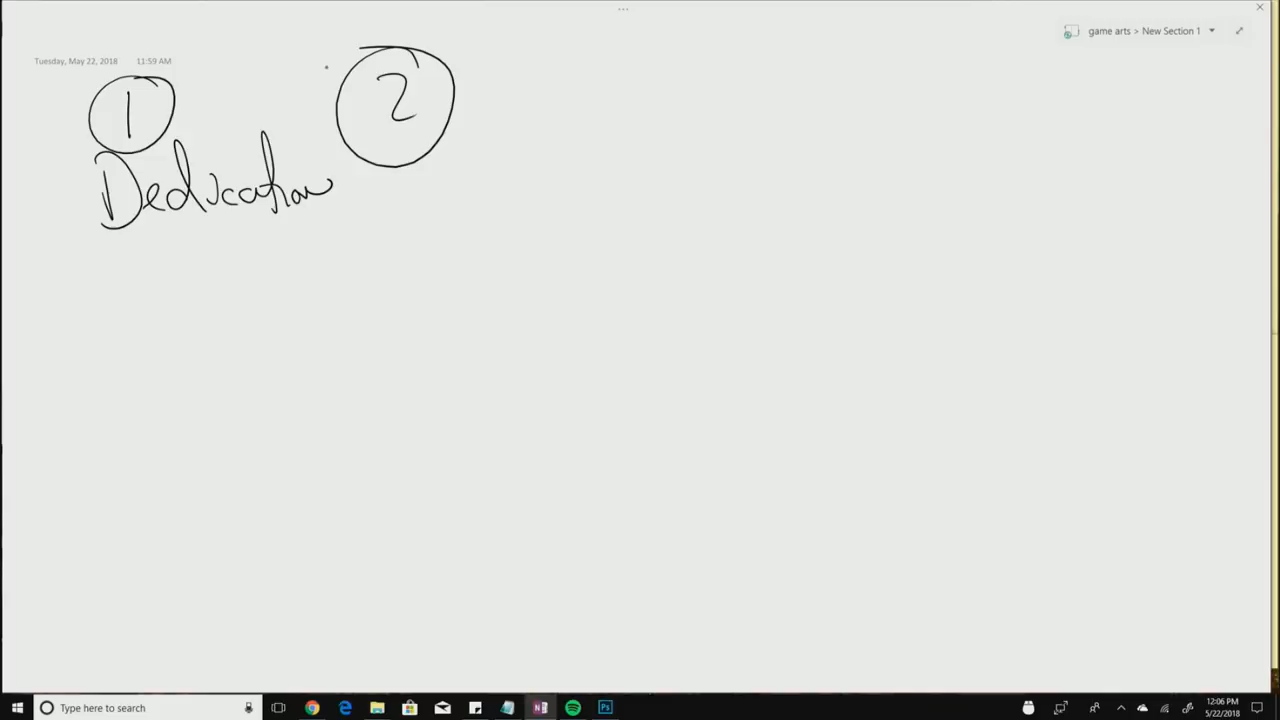 game arts > New Section 1
Tuesday, May 22, 2018 11:59 AM
1
2
Dedication
Type here to search
12:06 PM
5/22/2018